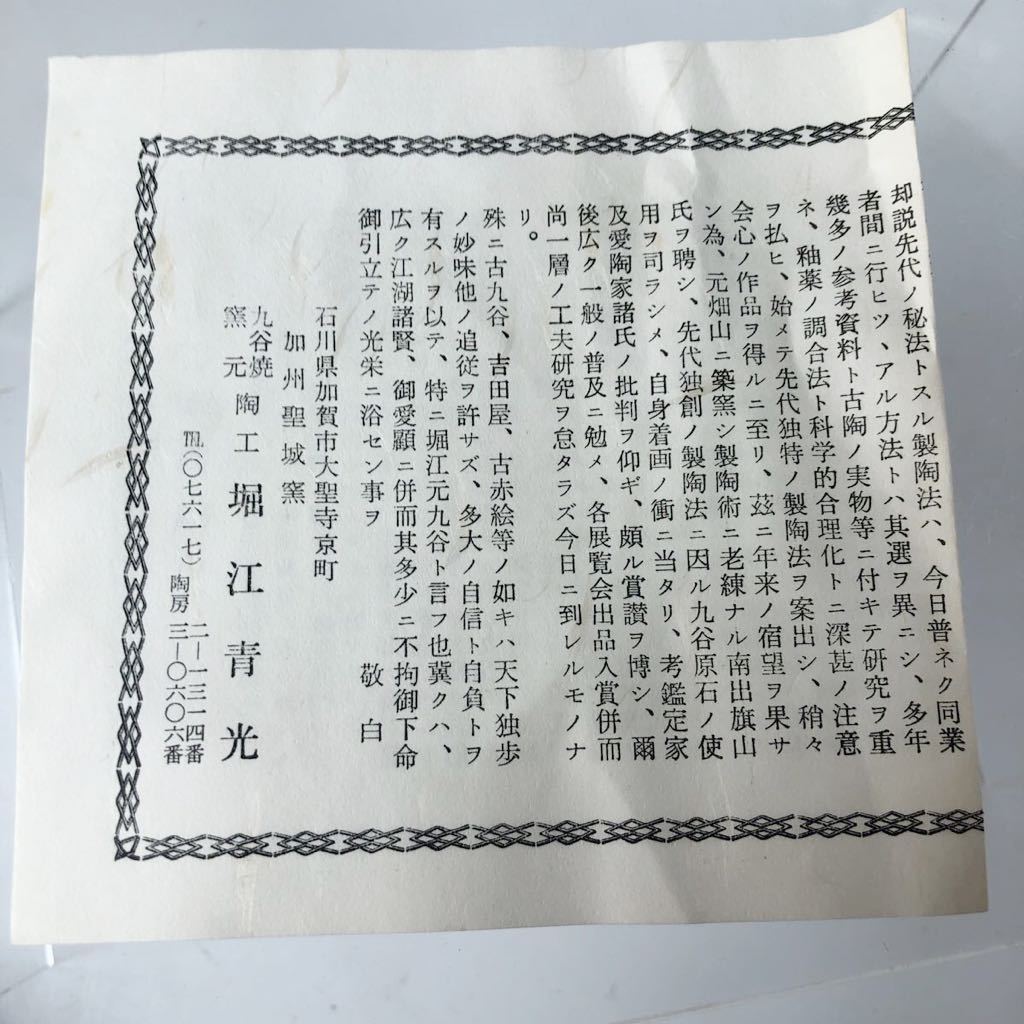 却説先代ノ秘法トスル製陶法ハ、今日普ネク同業
者間ニ行ヒツヽアル方法トハ其選ヲ異ニシ、多年
幾多ノ参考資料ト古陶ノ実物等ニ付キテ研究ヲ重
ネ、釉薬ノ調合法ト科学的合理化トニ深甚ノ注意
ヲ払ヒ、始メテ先代独特ノ製陶法ヲ案出シ、稍々
会心ノ作品ヲ得ルニ至リ、茲ニ年来ノ宿望ヲ果サ
ン為、元畑山ニ築窯シ製陶術ニ老練ナル南出旗山
氏ヲ聘シ、先代独創ノ製陶法ニ因ル九谷原石ノ使
用ヲ司ラシメ、自身着画ノ衝ニ当タリ、考鑑定家
及愛陶家諸氏ノ批判ヲ仰ギ、頗ル賞讃ヲ博シ、爾
後広ク一般ノ普及ニ勉メ、各展覧会出品入賞併而
尚一層ノ工夫研究ヲ怠タラズ今日ニ到レルモノナ
リ。
殊ニ古九谷、吉田屋、古赤絵等ノ如キハ天下独歩
ノ妙味他ノ追従ヲ許サズ、多大ノ自信ト自負トヲ
有スルヲ以テ、特ニ堀江元九谷ト言フ也冀クハ、
広ク江湖諸賢、御愛顧ニ併而其多少ニ不拘御下命
御引立テノ光栄ニ浴セン事ヲ　敬白
石川県加賀市大聖寺京町
加州聖城窯
九谷焼
窯元　陶工　堀江青光
TEL(〇七六一七)　二―一三一四番
陶房　三―〇六〇六番